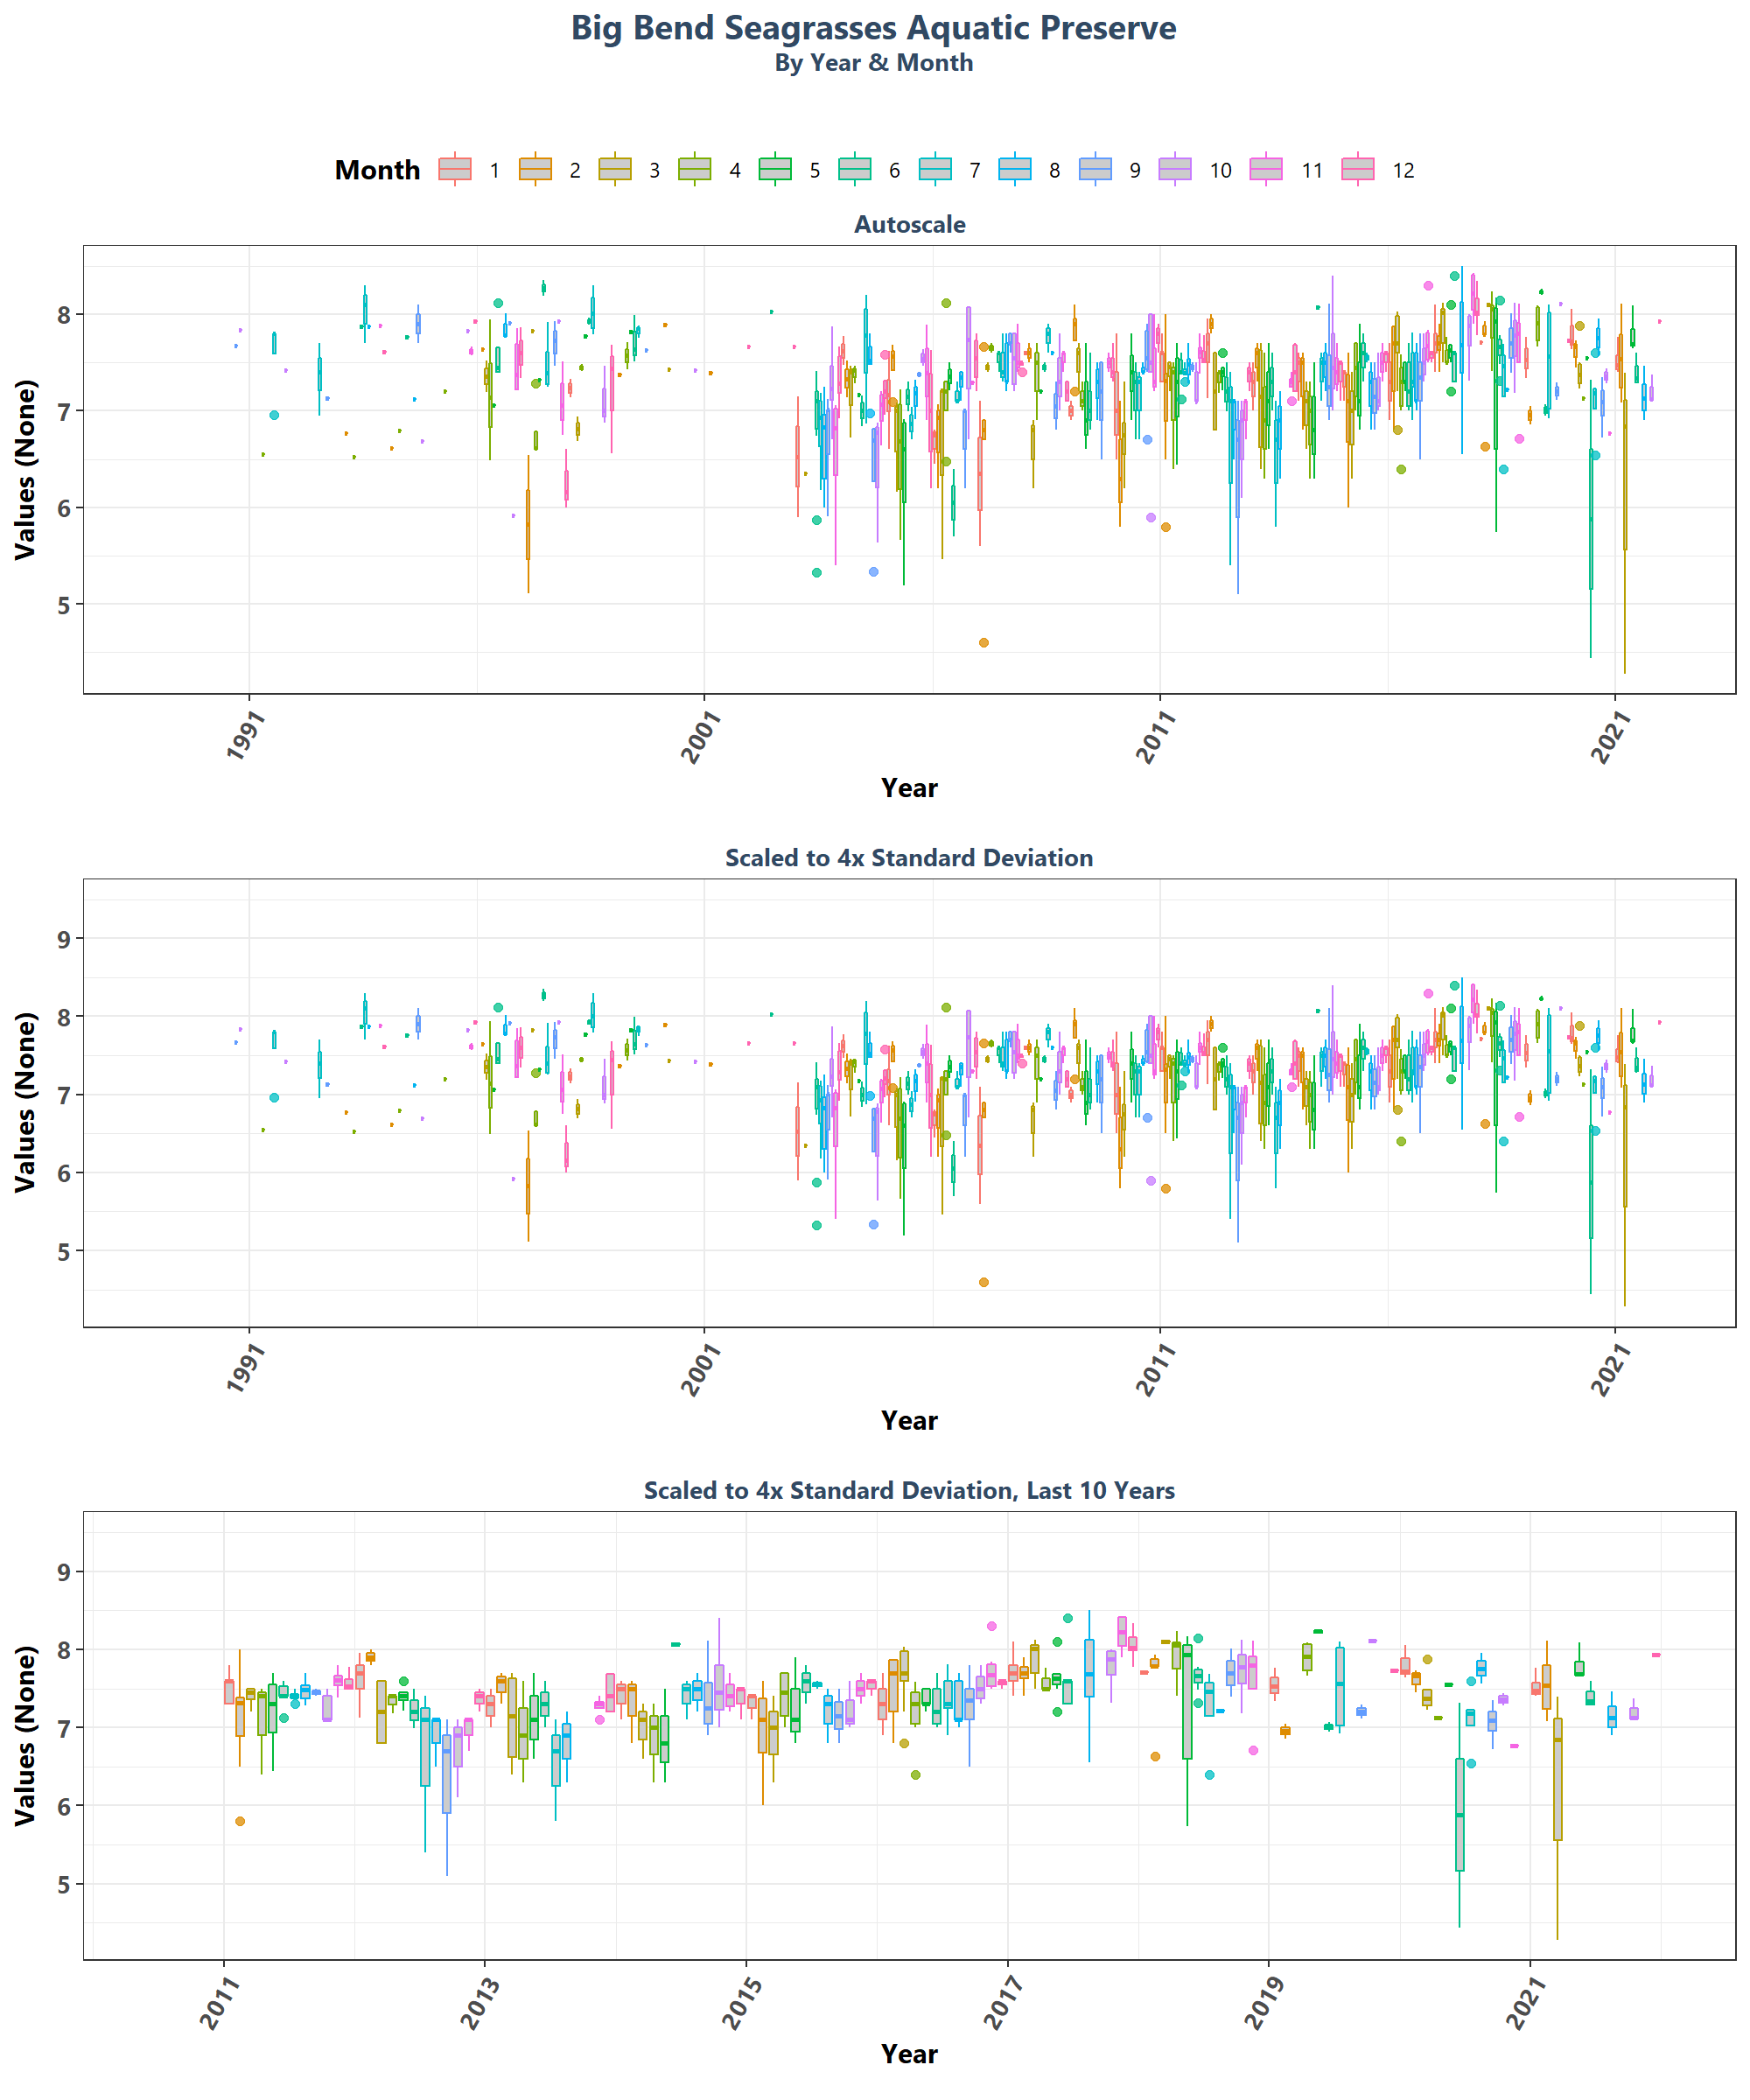 Big Bend Seagrasses Aquatic Preserve
By Year & Month
Month 1 2 3 4 5 6 7 8 9 10 11 12
Autoscale
Values (None)
8
7
6
5
1991 2001 2011 2021
Year
Scaled to 4x Standard Deviation
Values (None)
9
8
7
6
5
1991 2001 2011 2021
Year
Scaled to 4x Standard Deviation, Last 10 Years
Values (None)
9
8
7
6
5
2011 2013 2015 2017 2019 2021
Year